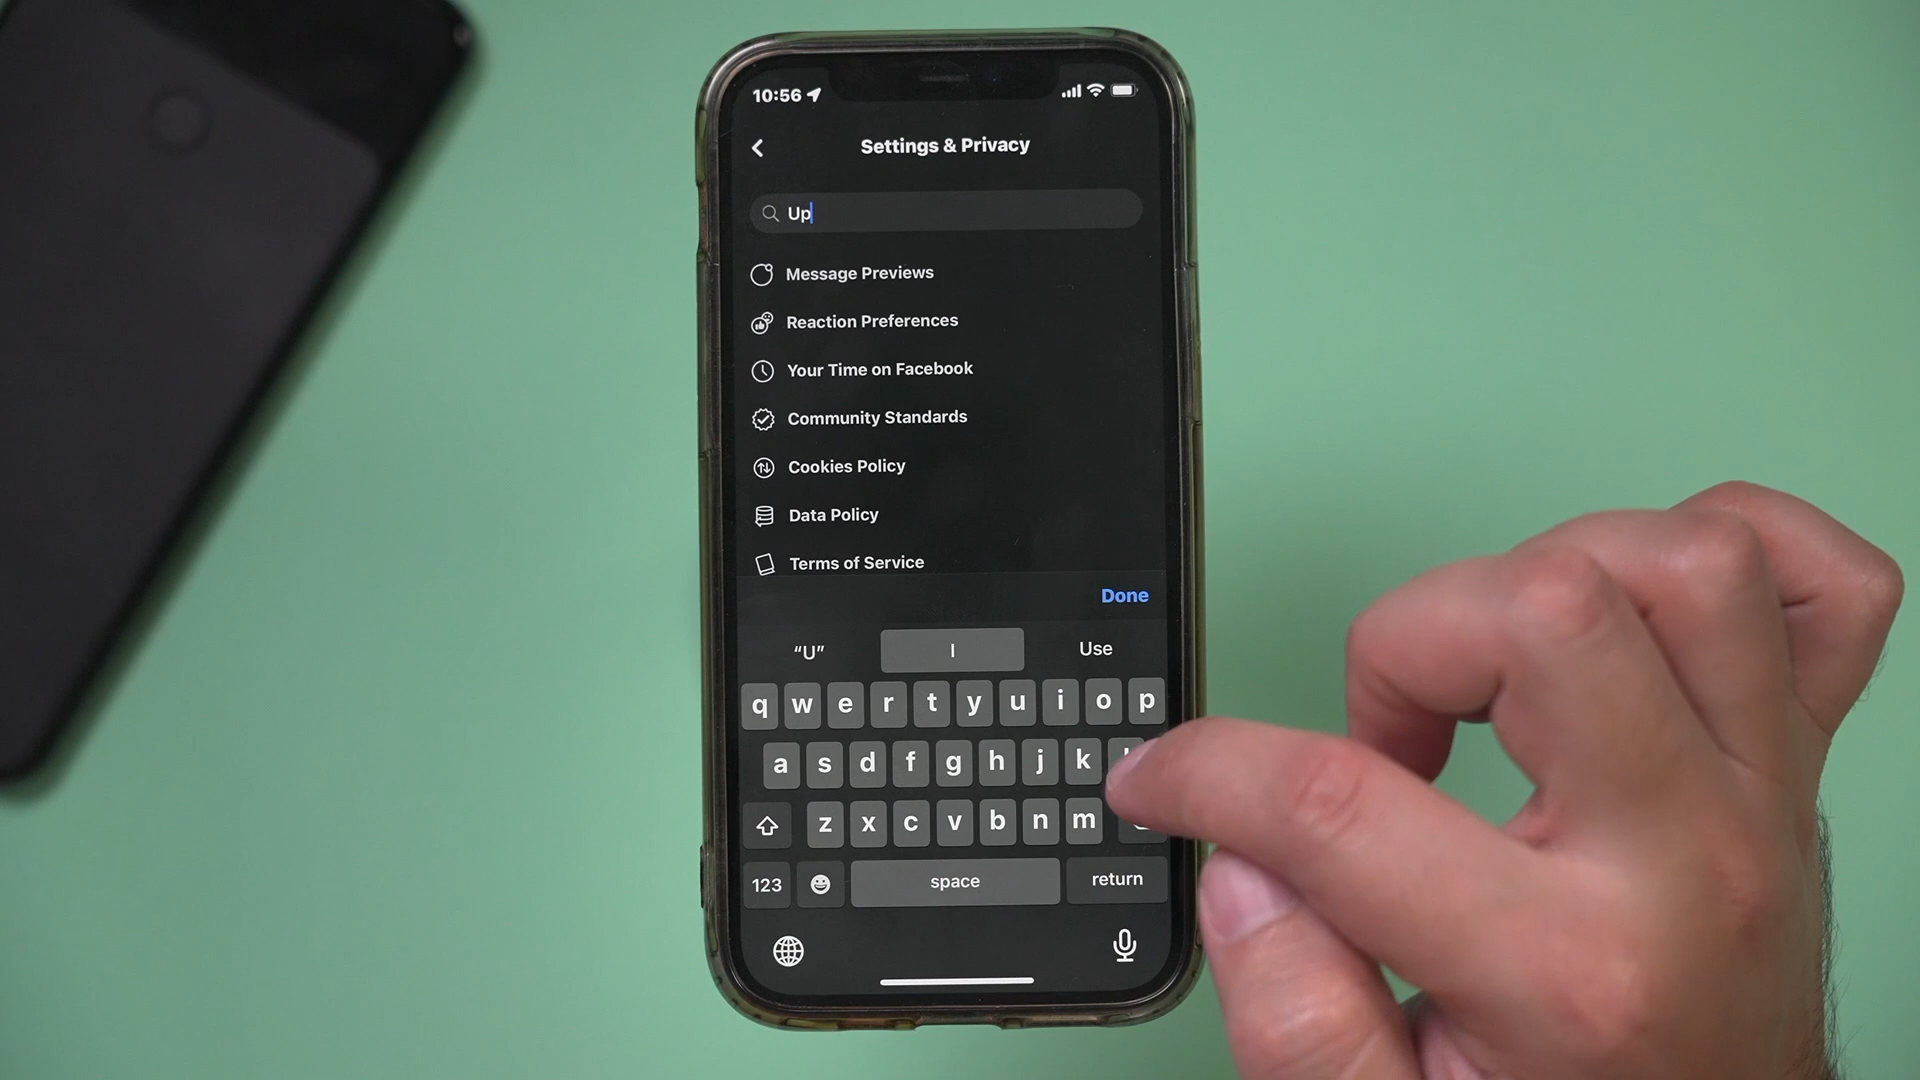 10:56
Settings & Privacy
Up
Message Previews
Reaction Preferences
Your Time on Facebook
Community Standards
Cookies Policy
Data Policy
Terms of Service
Done
“U” I Use
q w e r t y u i o p
a s d f g h j k
z x c v b n m
123 space return